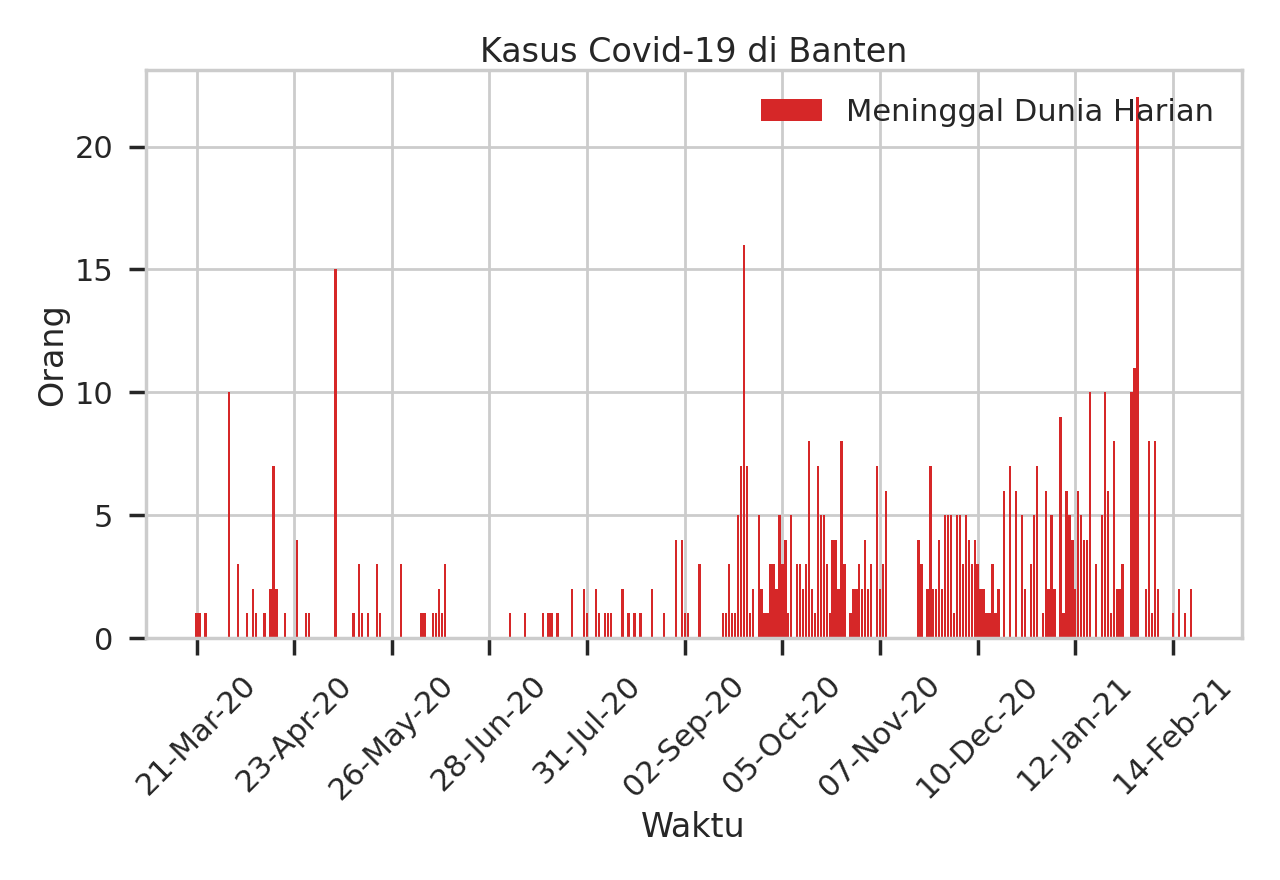 Kasus Covid-19 di Banten
Meninggal Dunia Harian
Orang
20
15
10
5
0
21-Mar-20
23-Apr-20
26-May-20
28-Jun-20
31-Jul-20
02-Sep-20
05-Oct-20
07-Nov-20
10-Dec-20
12-Jan-21
14-Feb-21
Waktu